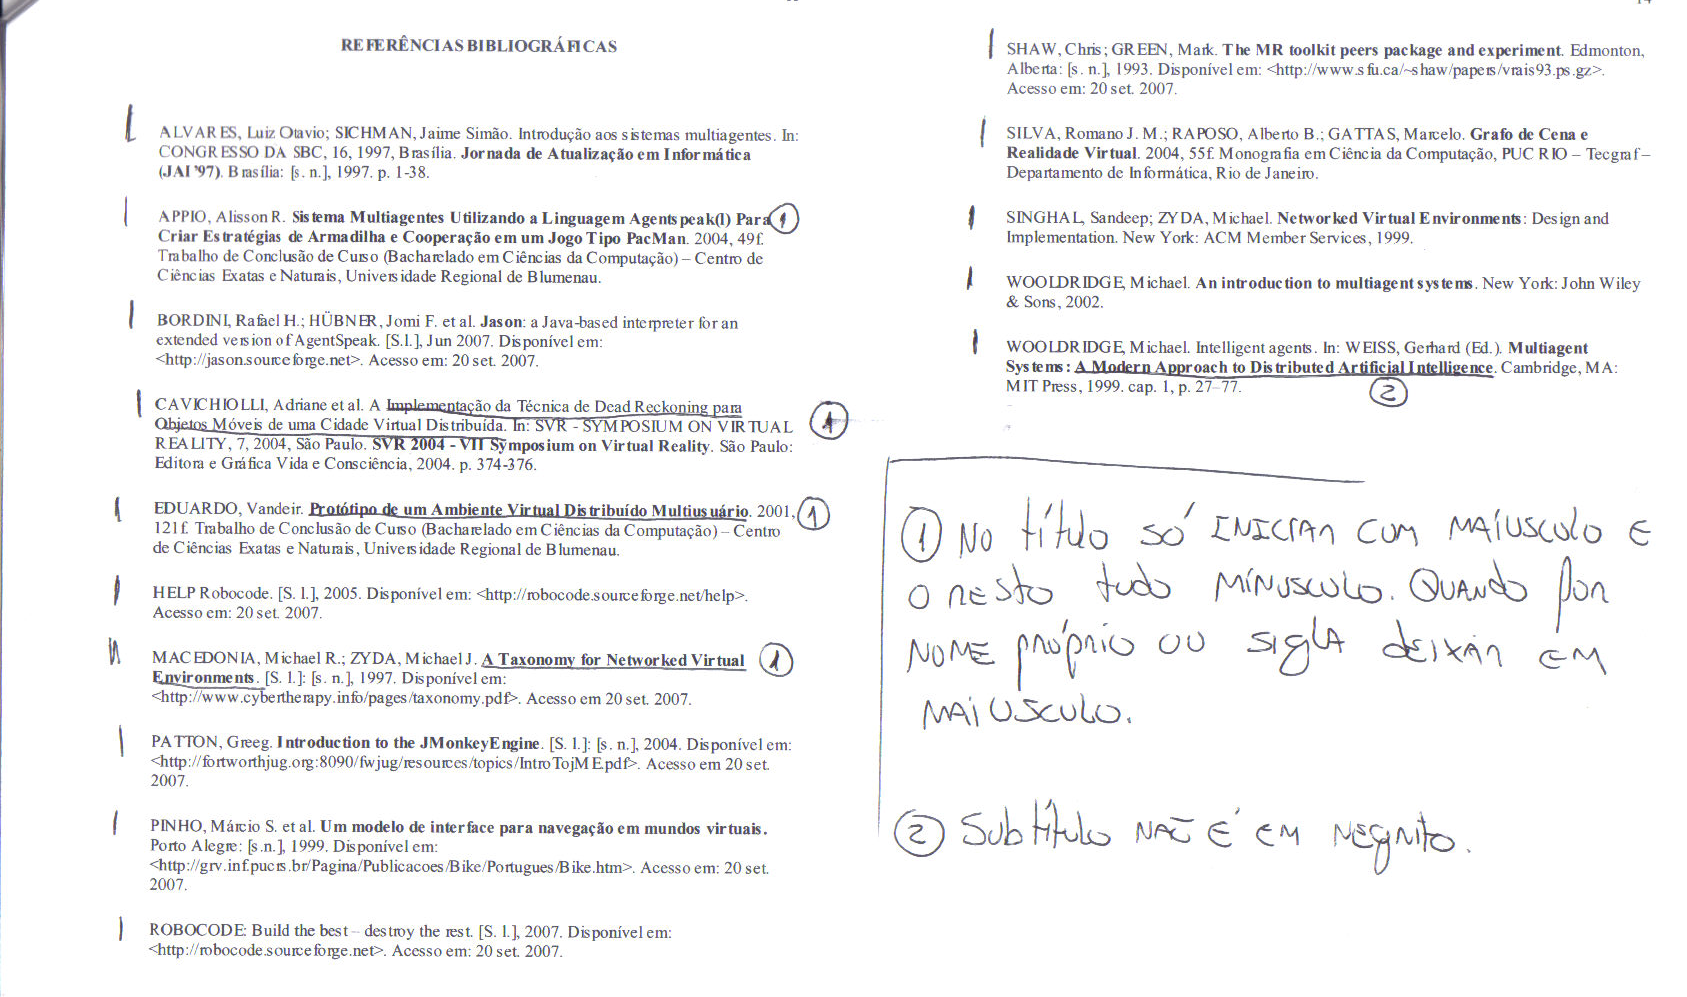 REFERÊNCIAS BIBLIOGRÁFICAS
ALVARES, Luiz Otavio; SICHMAN, Jaime Simão. Introdução aos sistemas multiagentes. In:
CONGRESSO DA SBC, 16, 1997, Brasília. Jornada de Atualização em Informática
(JAI '97). Brasília: [s. n.], 1997. p. 1-38.
APPIO, Alisson R. Sistema Multiagentes Utilizando a Linguagem Agentspeak(l) Para 1
Criar Estratégias de Armadilha e Cooperação em um Jogo Tipo PacMan. 2004, 49f.
Trabalho de Conclusão de Curso (Bacharelado em Ciências da Computação) – Centro de
Ciências Exatas e Naturais, Universidade Regional de Blumenau.
BORDINI, Rafael H.; HÜBNER, Jomi F. et al. Jason: a Java-based interpreter for an
extended version of AgentSpeak. [S.l.], Jun 2007. Disponível em:
<http://jason.sourceforge.net>. Acesso em: 20 set. 2007.
CAVICHIOLLI, Adriane et al. A Implementação da Técnica de Dead Reckoning para
Objetos Móveis de uma Cidade Virtual Distribuída. In: SVR - SYMPOSIUM ON VIRTUAL 1
REALITY, 7, 2004, São Paulo. SVR 2004 - VII Symposium on Virtual Reality. São Paulo:
Editora e Gráfica Vida e Consciência, 2004. p. 374-376.
EDUARDO, Vandeir. Protótipo de um Ambiente Virtual Distribuído Multiusuário. 2001, 1
121f. Trabalho de Conclusão de Curso (Bacharelado em Ciências da Computação) – Centro
de Ciências Exatas e Naturais, Universidade Regional de Blumenau.
HELP Robocode. [S. l.], 2005. Disponível em: <http://robocode.sourceforge.net/help>.
Acesso em: 20 set. 2007.
MACEDONIA, Michael R.; ZYDA, Michael J. A Taxonomy for Networked Virtual 1
Environments. [S. l.]: [s. n.], 1997. Disponível em:
<http://www.cybertherapy.info/pages/taxonomy.pdf>. Acesso em 20 set. 2007.
PATTON, Greeg. Introduction to the JMonkeyEngine. [S. l.]: [s. n.], 2004. Disponível em:
<http://fortworthjug.org:8090/fwjug/resources/topics/IntroTojME.pdf>. Acesso em 20 set.
2007.
PINHO, Márcio S. et al. Um modelo de interface para navegação em mundos virtuais.
Porto Alegre: [s.n.], 1999. Disponível em:
<http://grv.inf.pucrs.br/Pagina/Publicacoes/Bike/Portugues/Bike.htm>. Acesso em: 20 set.
2007.
ROBOCODE: Build the best – destroy the rest. [S. l.], 2007. Disponível em:
<http://robocode.sourceforge.net>. Acesso em: 20 set. 2007.
SHAW, Chris; GREEN, Mark. The MR toolkit peers package and experiment. Edmonton,
Alberta: [s. n.], 1993. Disponível em: <http://www.sfu.ca/~shaw/papers/vrais93.ps.gz>.
Acesso em: 20 set. 2007.
SILVA, Romano J. M.; RAPOSO, Alberto B.; GATTAS, Marcelo. Grafo de Cena e
Realidade Virtual. 2004, 55f. Monografia em Ciência da Computação, PUC RIO – Tecgraf –
Departamento de Informática, Rio de Janeiro.
SINGHAL, Sandeep; ZYDA, Michael. Networked Virtual Environments: Design and
Implementation. New York: ACM Member Services, 1999.
WOOLDRIDGE, Michael. An introduction to multiagent systems. New York: John Wiley
& Sons, 2002.
WOOLDRIDGE, Michael. Intelligent agents. In: WEISS, Gerhard (Ed.). Multiagent
Systems: A Modern Approach to Distributed Artificial Intelligence. Cambridge, MA:
MIT Press, 1999. cap. 1, p. 27–77. 2
1 No título só iniciar com maíusculo e
o resto tudo mínusculo. Quando for
nome próprio ou sigla deixar em
maiusculo.
2 Subtítulo não é em negrito.